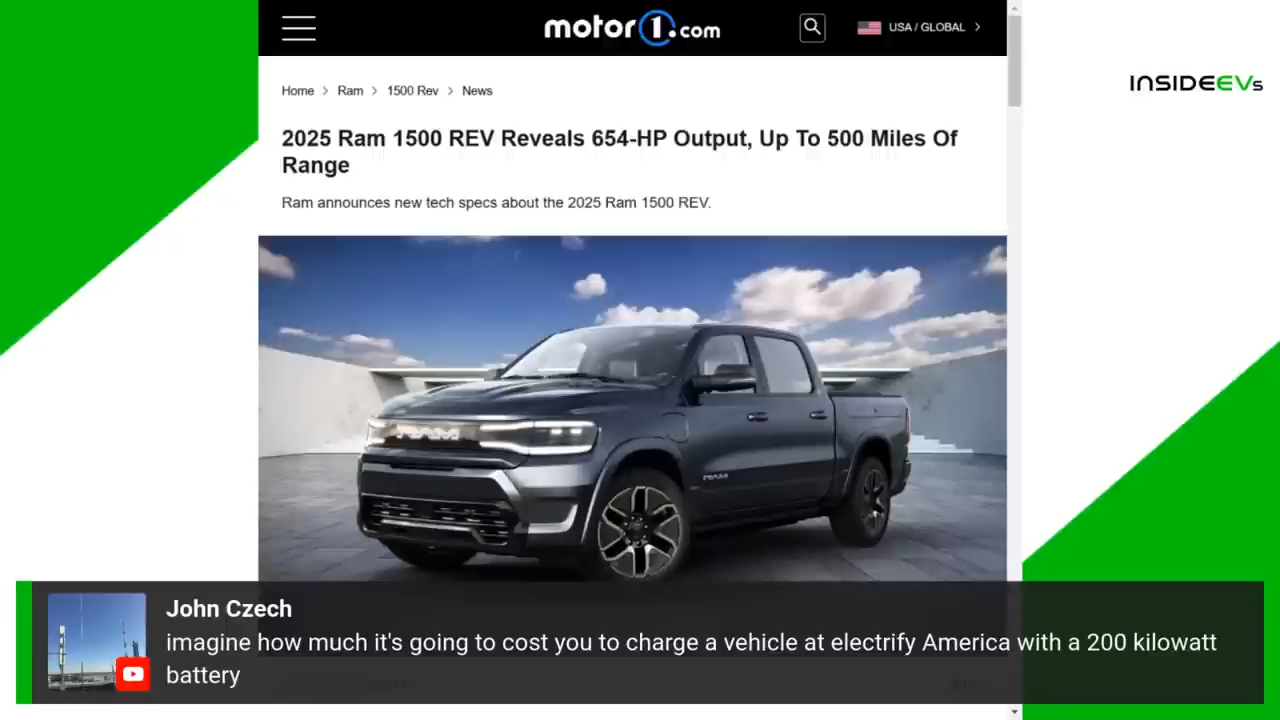 motor1.com
USA / GLOBAL
INSIDEEVs
Home > Ram > 1500 Rev > News
2025 Ram 1500 REV Reveals 654-HP Output, Up To 500 Miles Of
Range
Ram announces new tech specs about the 2025 Ram 1500 REV.
RAM
RAM
John Czech
imagine how much it's going to cost you to charge a vehicle at electrify America with a 200 kilowatt
battery